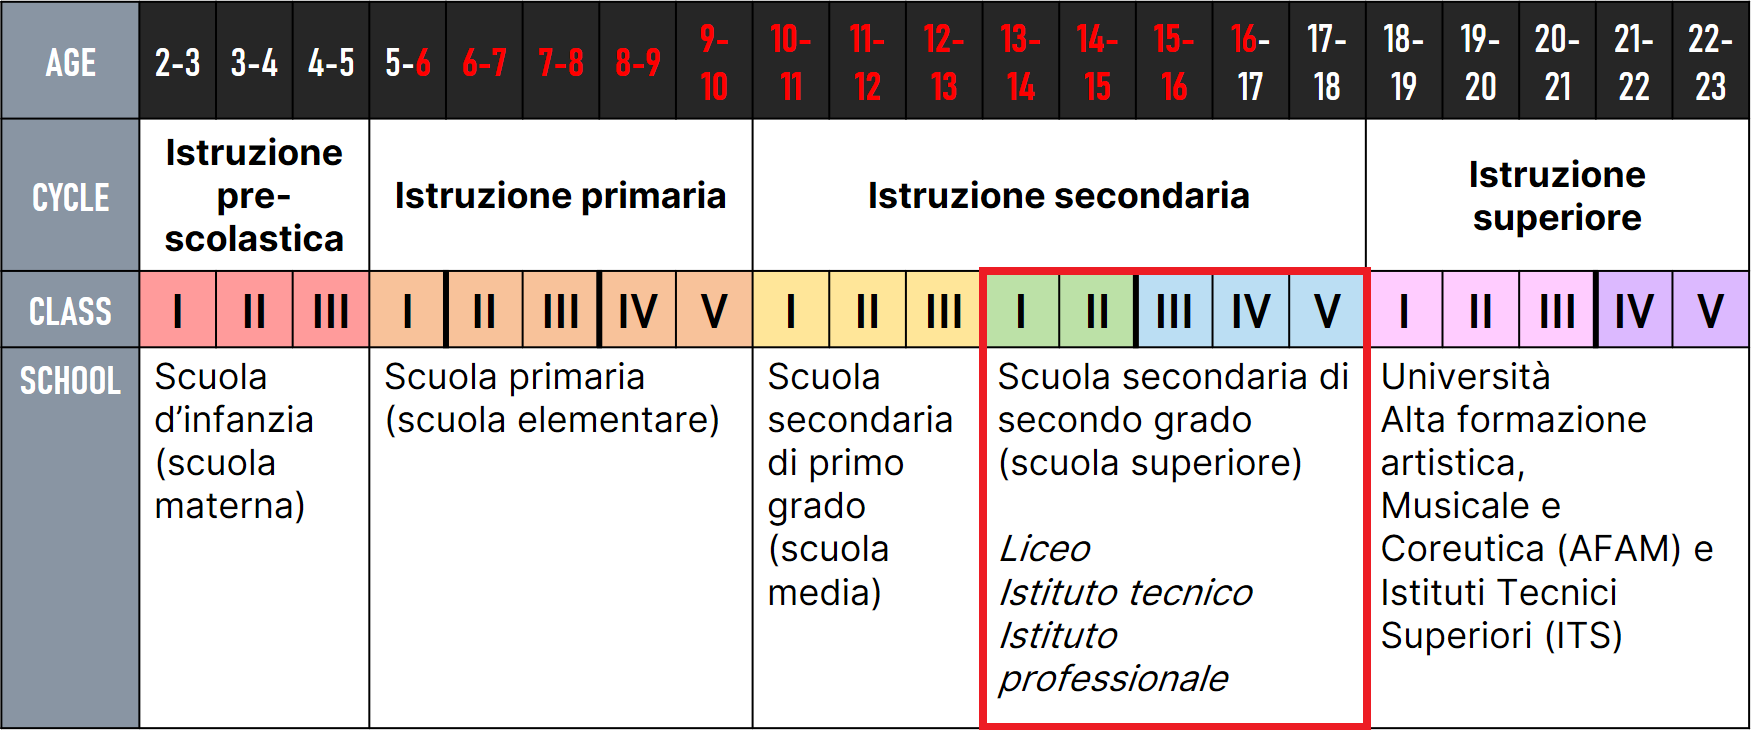 AGE 2-3 3-4 4-5 5-6 6-7 7-8 8-9 9-10 10-11 11-12 12-13 13-14 14-15 15-16 16-17 17-18 18-19 19-20 20-21 21-22 22-23
CYCLE
Istruzione
pre-
scolastica
Istruzione primaria
Istruzione secondaria
Istruzione
superiore
CLASS I II III I II III IV V I II III I II III IV V I II III IV V
SCHOOL
Scuola
d’infanzia
(scuola
materna)
Scuola primaria
(scuola elementare)
Scuola
secondaria
di primo
grado
(scuola
media)
Scuola secondaria di
secondo grado
(scuola superiore)
Liceo
Istituto tecnico
Istituto
professionale
Università
Alta formazione
artistica,
Musicale e
Coreutica (AFAM) e
Istituti Tecnici
Superiori (ITS)